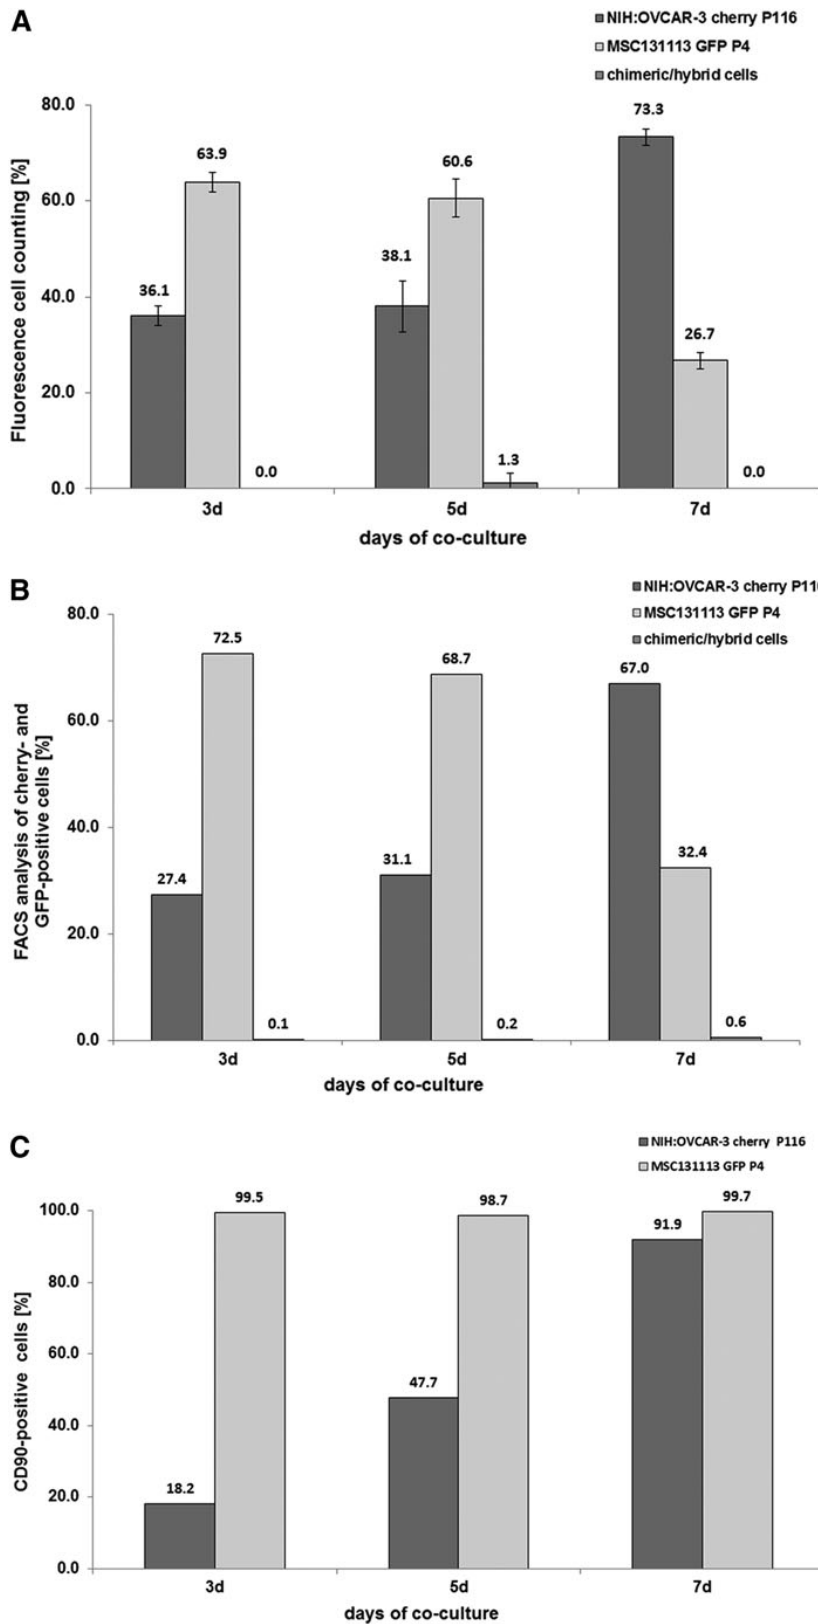 A
NIH:OVCAR-3 cherry P116
MSC131113 GFP P4
chimeric/hybrid cells
Fluorescence cell counting [%]
80.0
60.0
40.0
20.0
0.0
36.1
63.9
0.0
38.1
60.6
1.3
73.3
26.7
0.0
3d
5d
7d
days of co-culture
B
NIH:OVCAR-3 cherry P11
MSC131113 GFP P4
chimeric/hybrid cells
FACS analysis of cherry- and
GFP-positive cells [%]
80.0
60.0
40.0
20.0
0.0
27.4
72.5
0.1
31.1
68.7
0.2
67.0
32.4
0.6
3d
5d
7d
days of co-culture
C
NIH:OVCAR-3 cherry P116
MSC131113 GFP P4
CD90-positive cells [%]
100.0
80.0
60.0
40.0
20.0
0.0
18.2
99.5
47.7
98.7
91.9
99.7
3d
5d
7d
days of co-culture